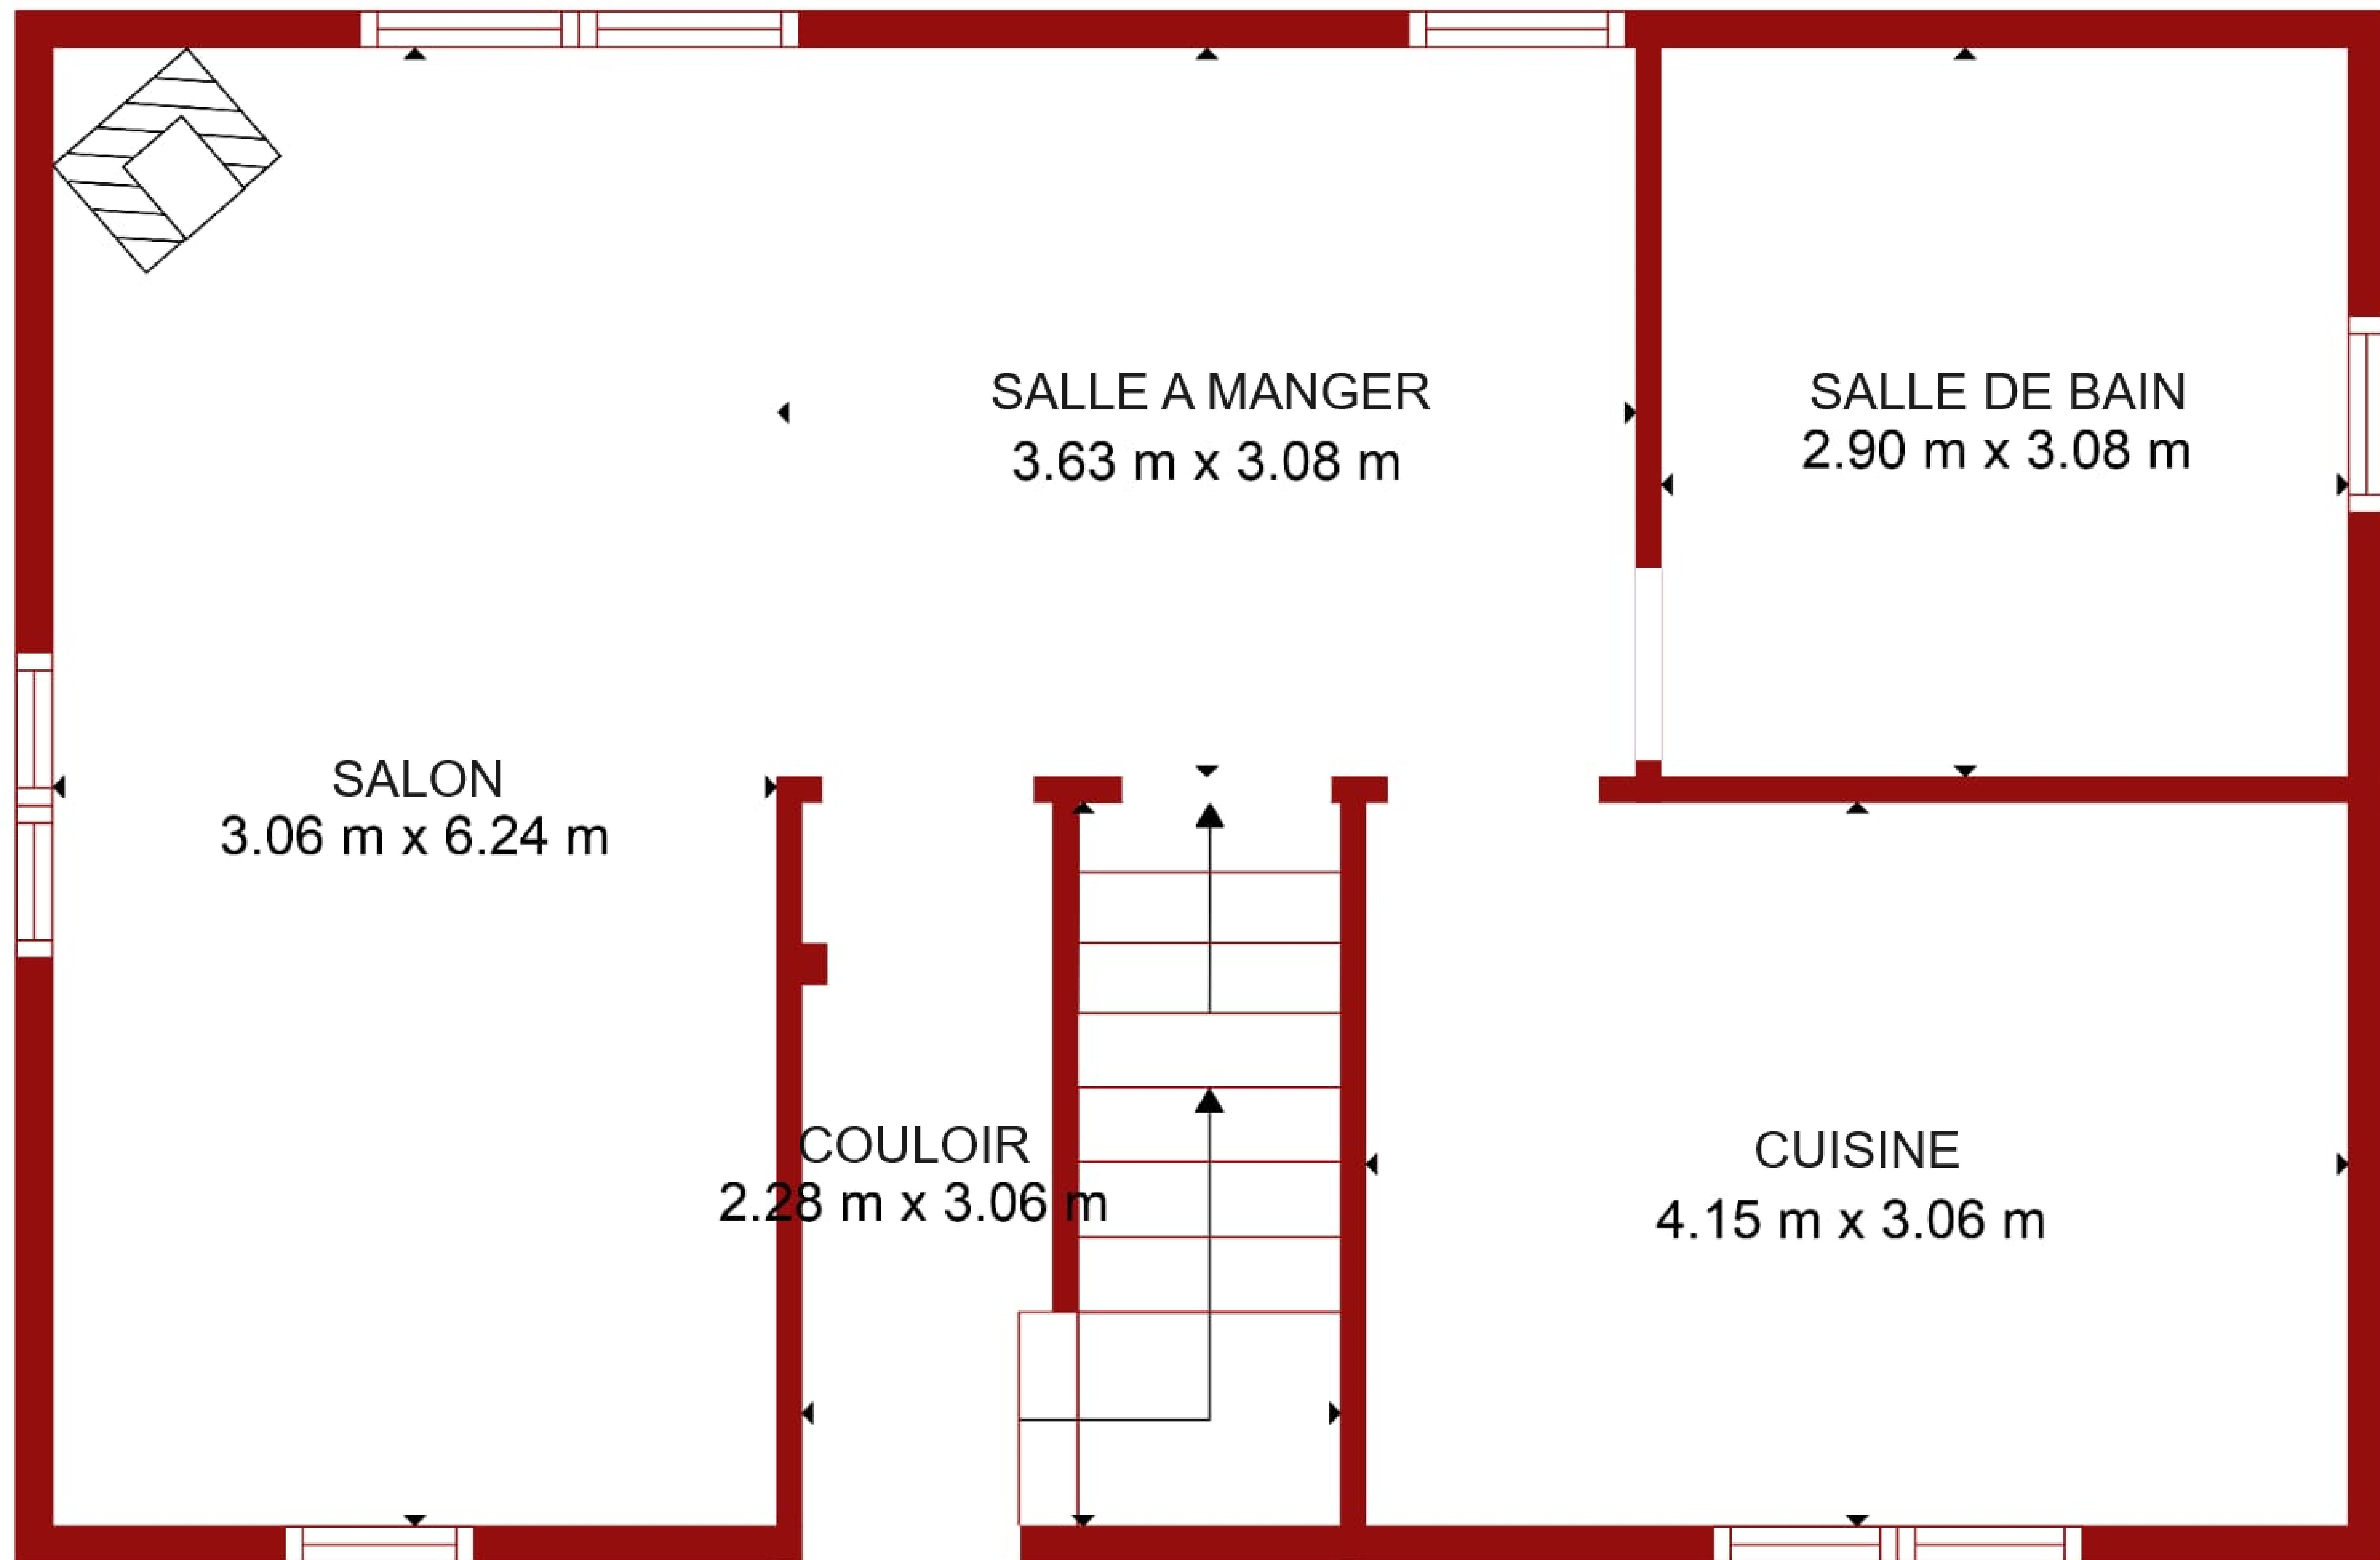 SALLE A MANGER
3.63 m x 3.08 m
SALLE DE BAIN
2.90 m x 3.08 m
SALON
3.06 m x 6.24 m
COULOIR
2.28 m x 3.06 m
CUISINE
4.15 m x 3.06 m